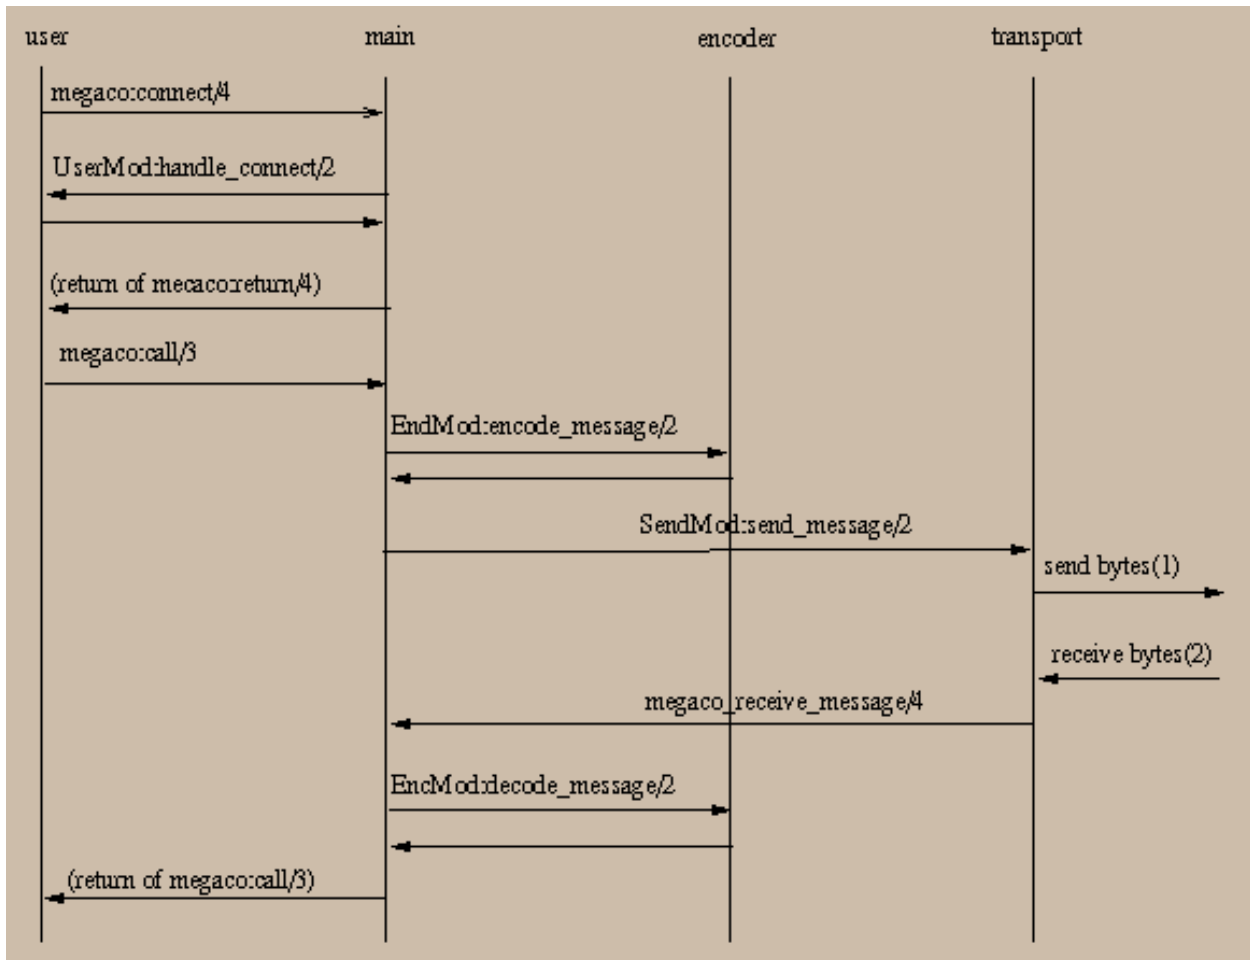 user
main
encoder
transport
megaco:connect/4
UserMod:handle_connect/2
(return of mecaco:return/4)
megaco:call/3
EndMod:encode_message/2
SendMod:send_message/2
send bytes(1)
receive bytes(2)
megaco_receive_message/4
EncMod:decode_message/2
(return of megaco:call/3)